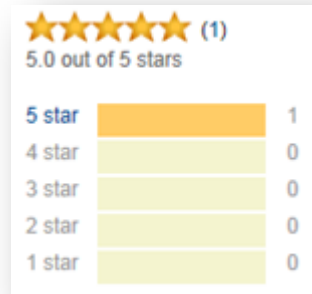 (1)
5.0 out of 5 stars
5 star 1
4 star 0
3 star 0
2 star 0
1 star 0